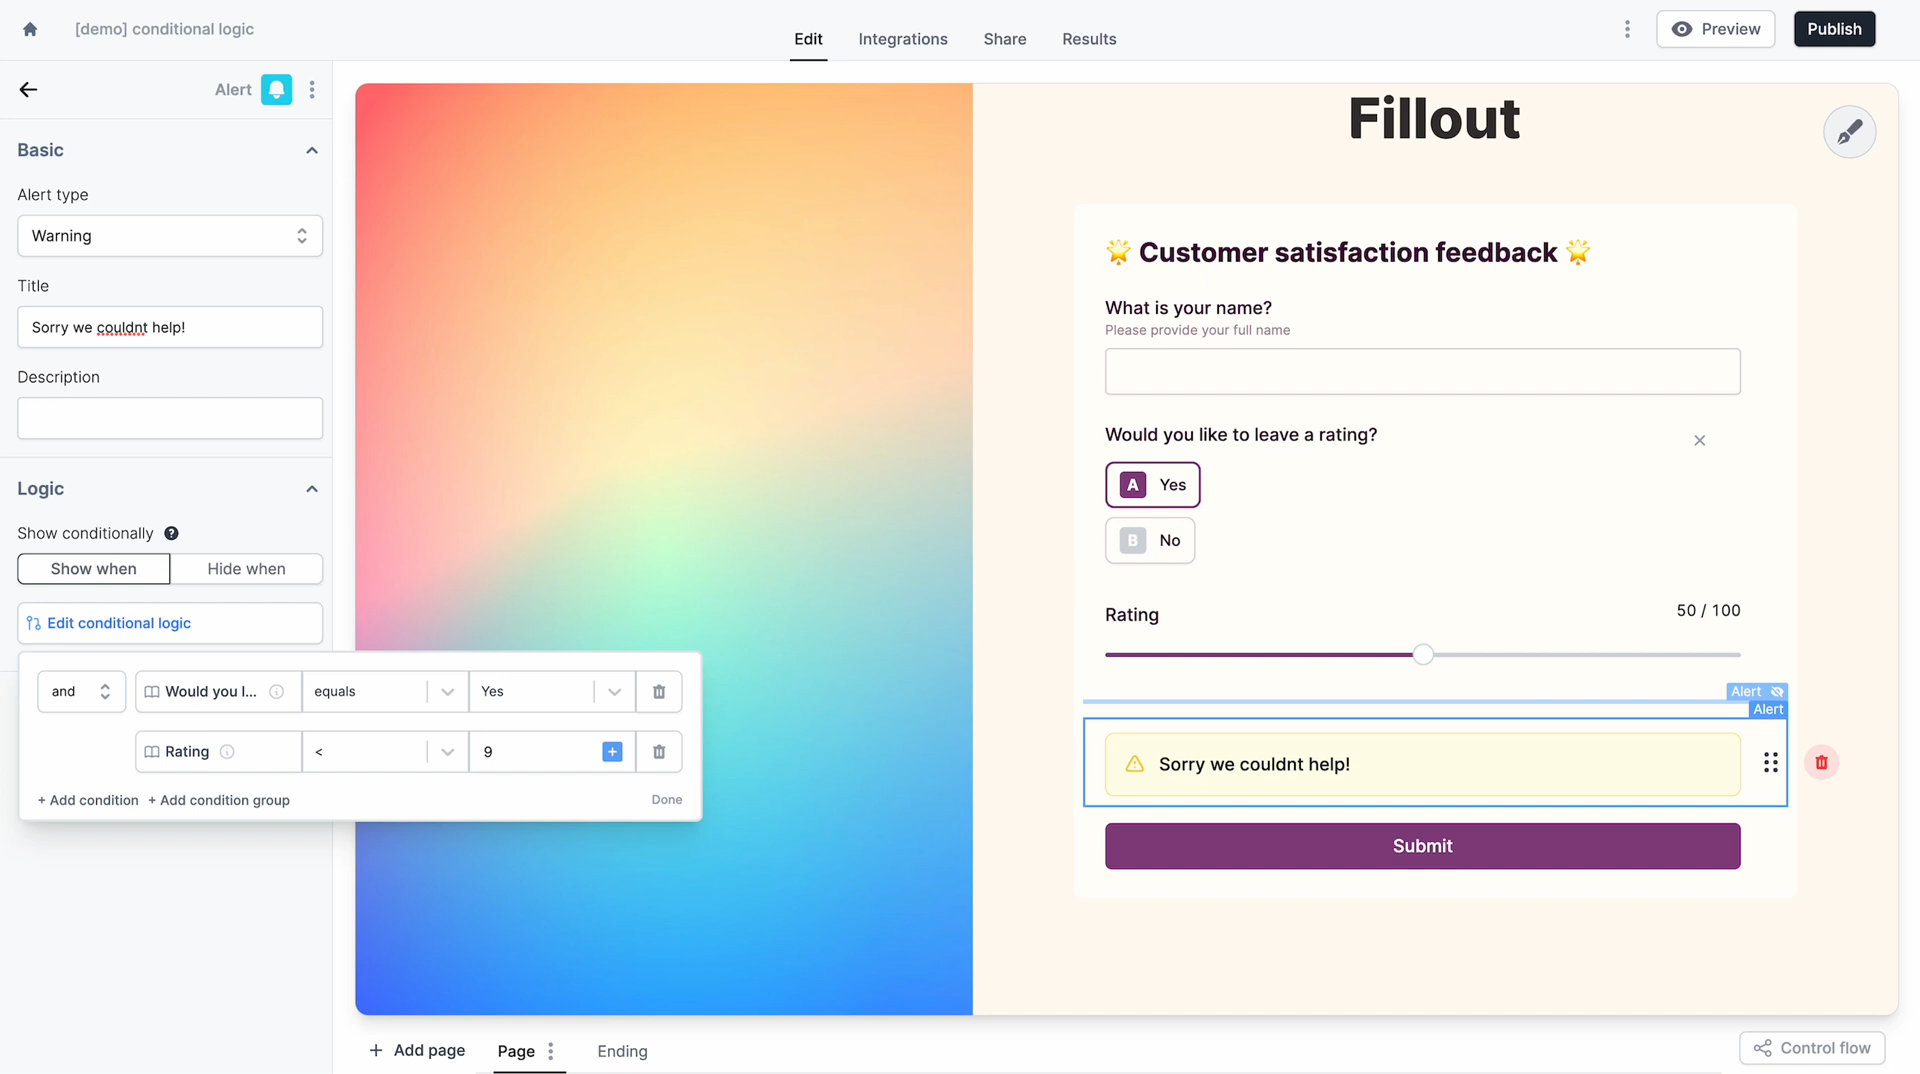 [demo] conditional logic
Edit
Integrations
Share
Results
Preview
Publish
Alert
Basic
Alert type
Warning
Title
Sorry we couldnt help!
Description
Logic
Show conditionally
Show when
Hide when
Edit conditional logic
and
Would you l...
equals
Yes
Rating
<
9
+ Add condition
+ Add condition group
Done
Fillout
Customer satisfaction feedback
What is your name?
Please provide your full name
Would you like to leave a rating?
A Yes
B No
Rating
50 / 100
Alert
Alert
Sorry we couldnt help!
Submit
+ Add page
Page
Ending
Control flow